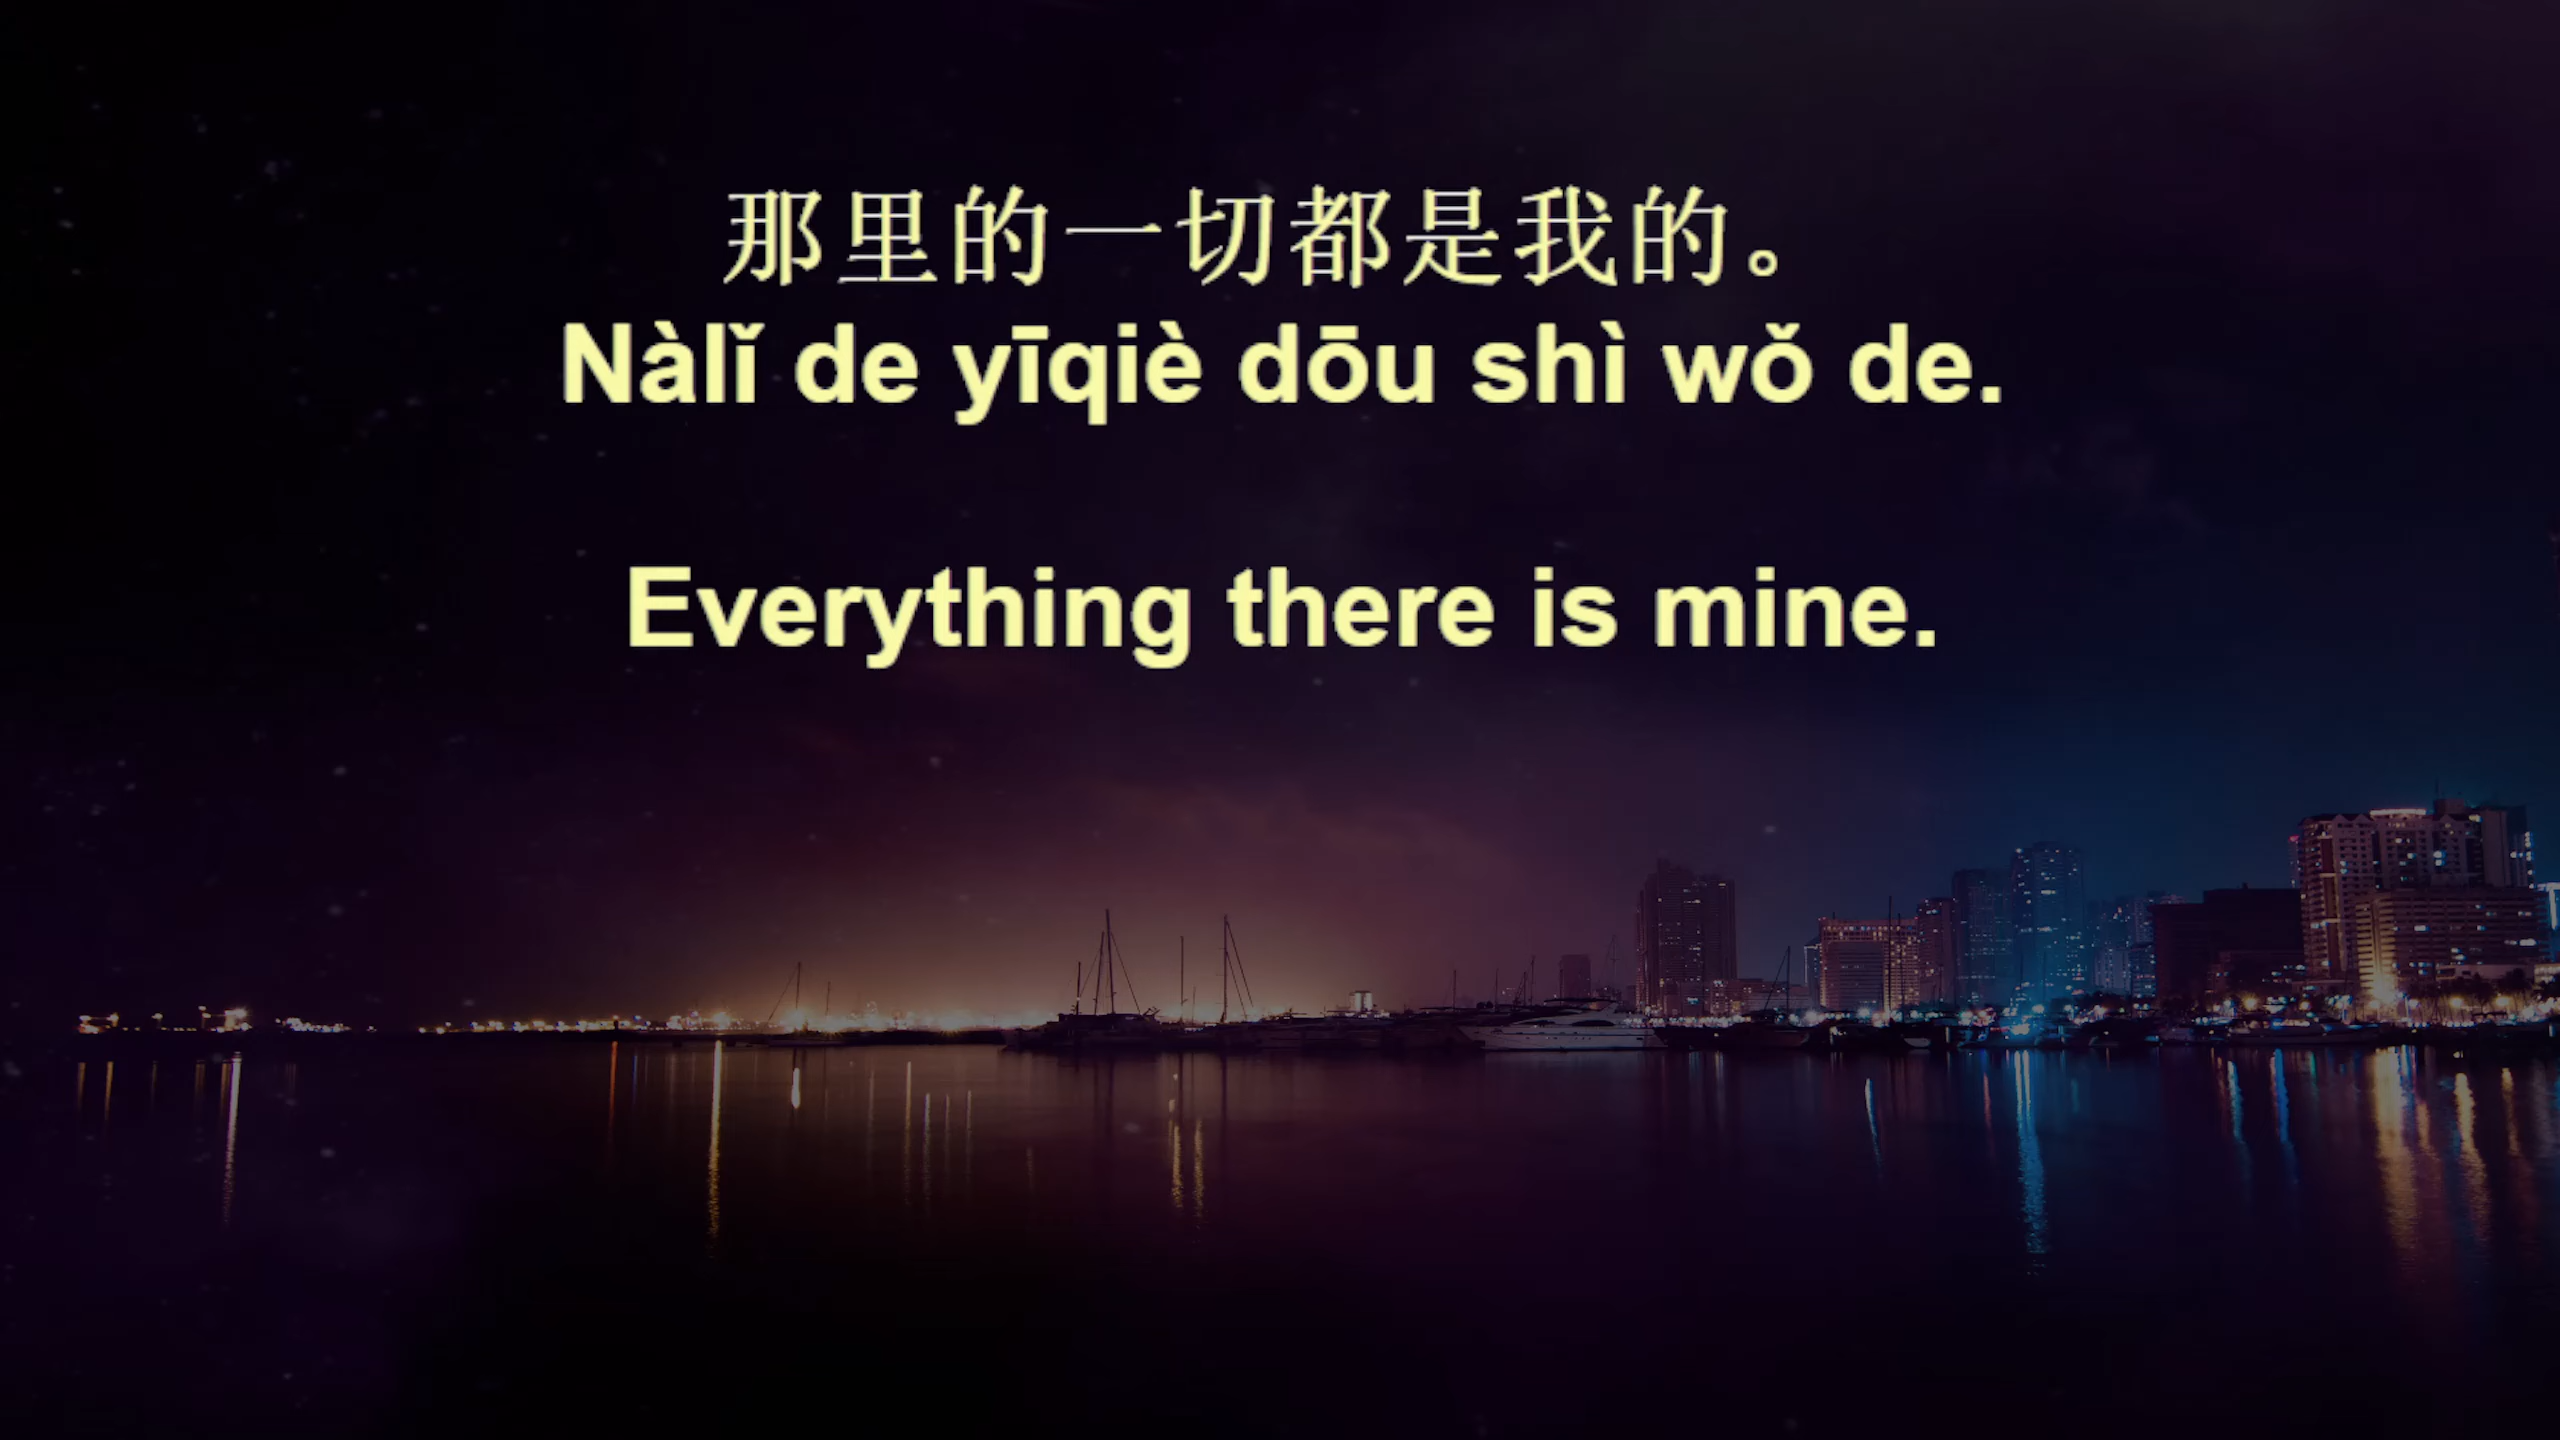 那里的一切都是我的。
Nàlǐ de yīqiè dōu shì wǒ de.
Everything there is mine.